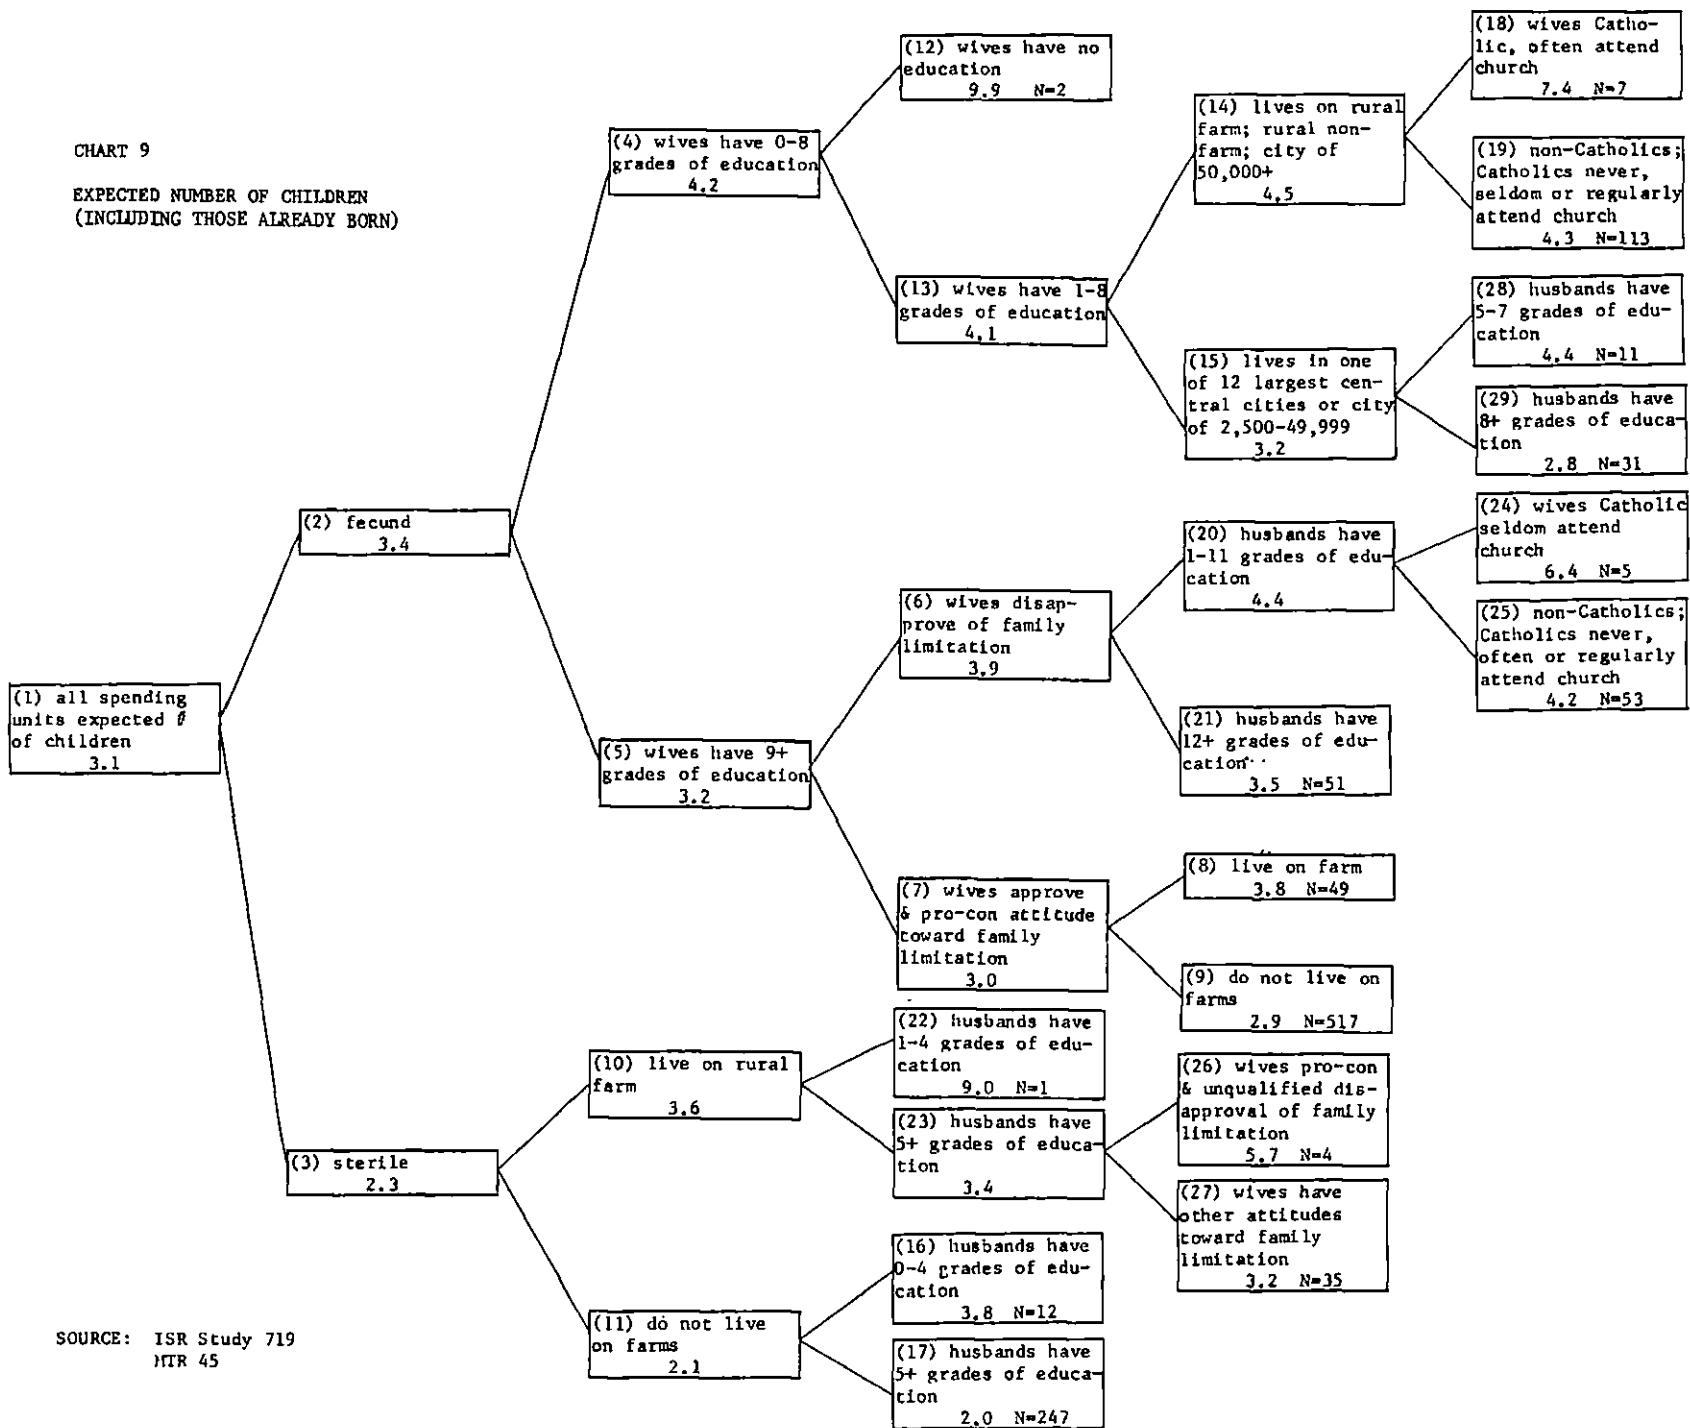 CHART 9
EXPECTED NUMBER OF CHILDREN
(INCLUDING THOSE ALREADY BORN)
(1) all spending
units expected #
of children
3.1
(2) fecund
3.4
(3) sterile
2.3
(4) wives have 0-8
grades of education
4.2
(5) wives have 9+
grades of education
3.2
(10) live on rural
farm
3.6
(11) do not live
on farms
2.1
(12) wives have no
education
9.9 N=2
(13) wives have 1-8
grades of education
4.1
(6) wives disap-
prove of family
limitation
3.9
(7) wives approve
& pro-con attitude
toward family
limitation
3.0
(22) husbands have
1-4 grades of edu-
cation
9.0 N=1
(23) husbands have
5+ grades of educa-
tion
3.4
(16) husbands have
0-4 grades of edu-
cation
3.8 N=12
(17) husbands have
5+ grades of educa-
tion
2.0 N=247
(14) lives on rural
farm; rural non-
farm; city of
50,000+
4.5
(15) lives in one
of 12 largest cen-
tral cities or city
of 2,500-49,999
3.2
(20) husbands have
1-11 grades of edu-
cation
4.4
(21) husbands have
12+ grades of edu-
cation
3.5 N=51
(8) live on farm
3.8 N=49
(9) do not live on
farms
2.9 N=517
(26) wives pro-con
& unqualified dis-
approval of family
limitation
5.7 N=4
(27) wives have
other attitudes
toward family
limitation
3.2 N=35
(18) wives Catho-
lic, often attend
church
7.4 N=7
(19) non-Catholics;
Catholics never,
seldom or regularly
attend church
4.3 N=113
(28) husbands have
5-7 grades of edu-
cation
4.4 N=11
(29) husbands have
8+ grades of educa-
tion
2.8 N=31
(24) wives Catholic
seldom attend
church
6.4 N=5
(25) non-Catholics;
Catholics never,
often or regularly
attend church
4.2 N=53
SOURCE: ISR Study 719
MTR 45